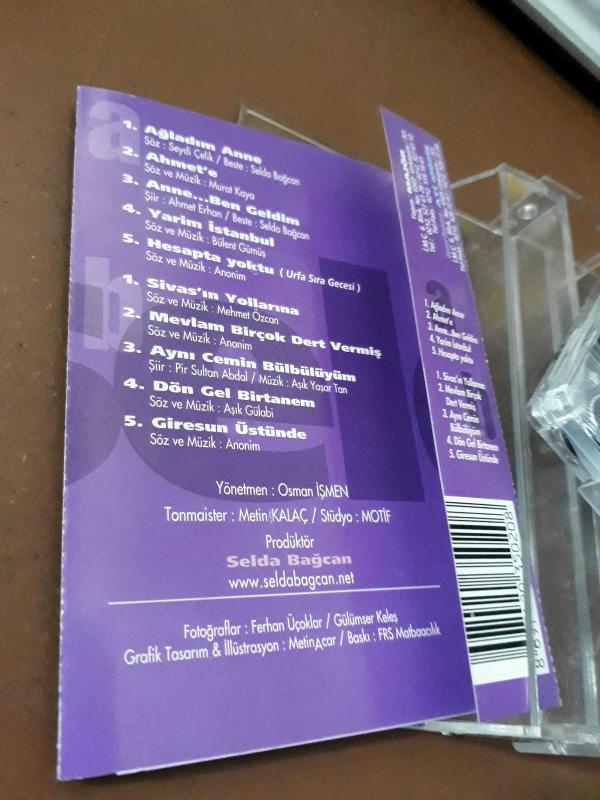 a
1. Ağladım Anne
Söz : Seydi Çelik / Beste : Selda Bağcan
2. Ahmet'e
Söz ve Müzik : Murat Kaya
3. Anne...Ben Geldim
Şiir : Ahmet Erhan / Beste : Selda Bağcan
4. Yarim İstanbul
Söz ve Müzik : Bülent Gümüş
5. Hesapta yoktu ( Urfa Sıra Gecesi )
Söz ve Müzik : Anonim
b
1. Sivas'ın Yollarına
Söz ve Müzik : Mehmet Özcan
2. Mevlam Birçok Dert Vermiş
Söz ve Müzik : Anonim
3. Aynı Cemin Bülbülüyüm
Şiir : Pir Sultan Abdal / Müzik : Aşık Yaşar Tan
4. Dön Gel Birtanem
Söz ve Müzik : Aşık Gülabi
5. Giresun Üstünde
Söz ve Müzik : Anonim
Yönetmen : Osman İŞMEN
Tonmaister : Metin KALAÇ / Stüdyo : MOTİF
Prodüktör
Selda Bağcan
www.seldabagcan.net
Fotoğraflar : Ferhan Üçoklar / Gülümser Keleş
Grafik Tasarım & İllüstrasyon : MetinAçar / Baskı : FRS Matbaacılık
a
1. Ağladım Anne
2. Ahmet'e
3. Anne...Ben Geldim
4. Yarim İstanbul
5. Hesapta yoktu
1. Sivas'ın Yollarına
2. Mevlam Birçok
Dert Vermiş
3. Aynı Cemin
Bülbülüyüm
4. Dön Gel Birtanem
5. Giresun Üstünde